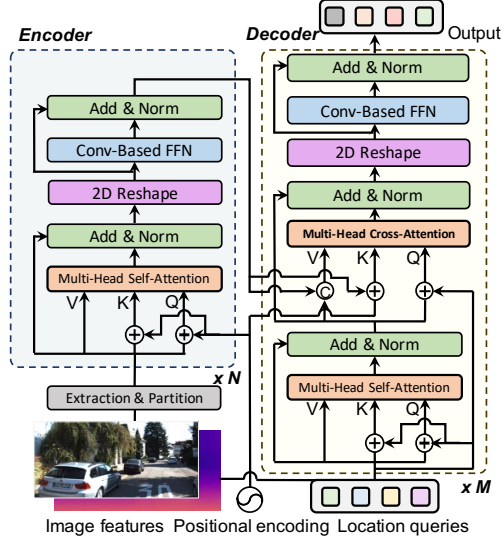 Encoder
Add & Norm
Conv-Based FFN
2D Reshape
Add & Norm
Multi-Head Self-Attention
V K Q
x N
Extraction & Partition
Image features
Positional encoding
Decoder
Output
Add & Norm
Conv-Based FFN
2D Reshape
Add & Norm
Multi-Head Cross-Attention
V K Q
C
Add & Norm
Multi-Head Self-Attention
V K Q
x M
Location queries